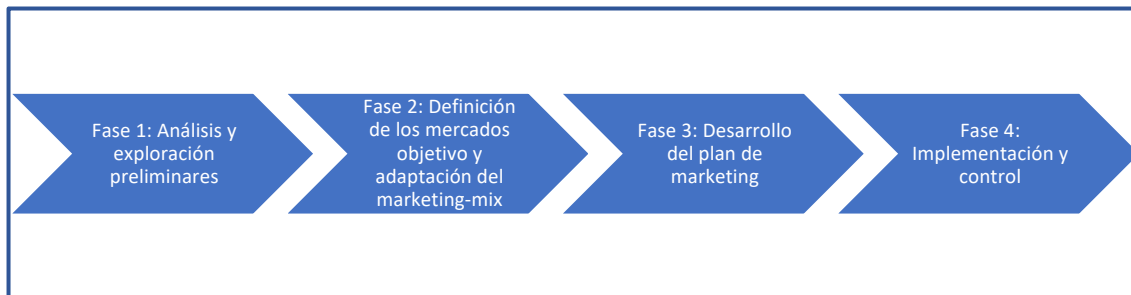 Fase 1: Análisis y
exploración
preliminares
Fase 2: Definición
de los mercados
objetivo y
adaptación del
marketing-mix
Fase 3: Desarrollo
del plan de
marketing
Fase 4:
Implementación y
control